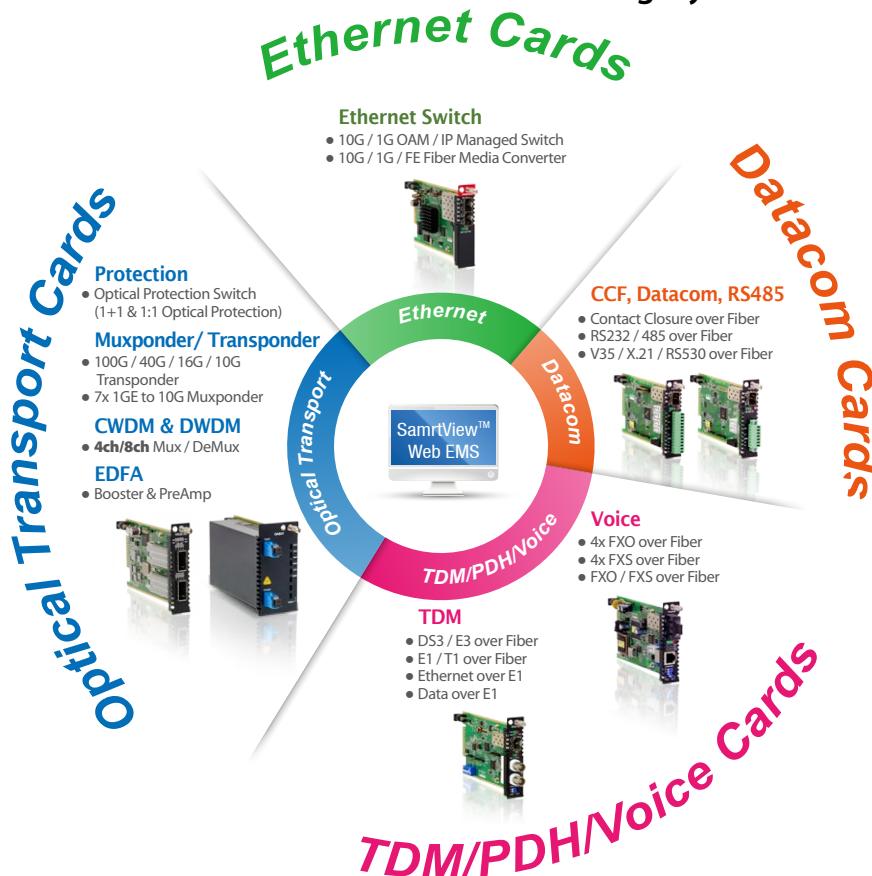 Ethernet Cards
Ethernet Switch
● 10G / 1G OAM / IP Managed Switch
● 10G / 1G / FE Fiber Media Converter
Datacom Cards
CCF, Datacom, RS485
● Contact Closure over Fiber
● RS232 / 485 over Fiber
● V35 / X.21 / RS530 over Fiber
Optical Transport Cards
Protection
● Optical Protection Switch
(1+1 & 1:1 Optical Protection)
Muxponder/ Transponder
● 100G / 40G / 16G / 10G
Transponder
● 7x 1GE to 10G Muxponder
CWDM & DWDM
● 4ch/8ch Mux / DeMux
EDFA
● Booster & PreAmp
Ethernet
Datacom
Optical Transport
TDM/PDH/Voice
SamrtView™
Web EMS
Voice
● 4x FXO over Fiber
● 4x FXS over Fiber
● FXO / FXS over Fiber
TDM
● DS3 / E3 over Fiber
● E1 / T1 over Fiber
● Ethernet over E1
● Data over E1
TDM/PDH/Voice Cards